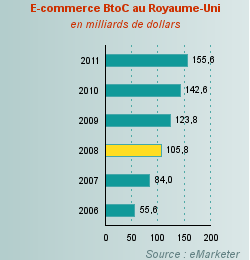 E-commerce BtoC au Royaume-Uni
en milliards de dollars
2011 155,6
2010 142,6
2009 123,8
2008 105,8
2007 84,0
2006 55,6
0 50 100 150 200
Source : eMarketer